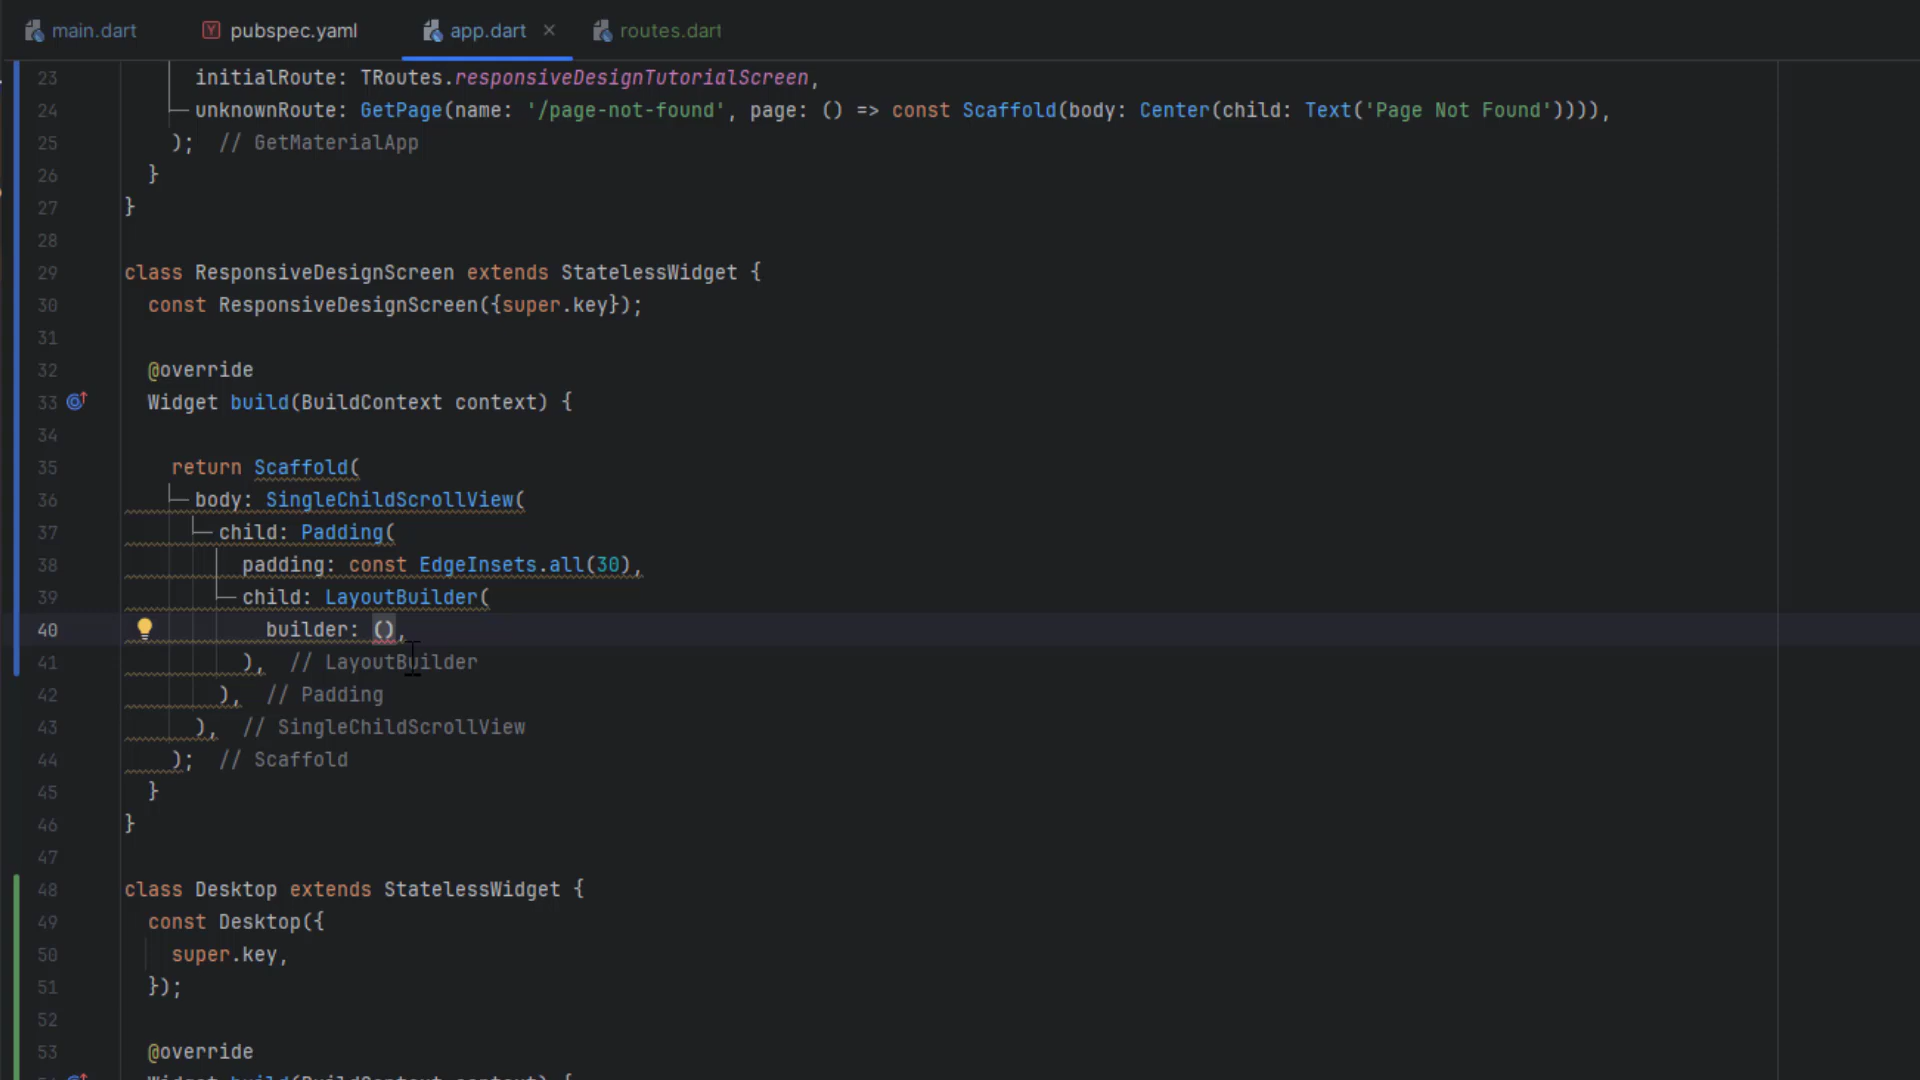 main.dart pubspec.yaml app.dart routes.dart
23 initialRoute: TRoutes.responsiveDesignTutorialScreen,
24 unknownRoute: GetPage(name: '/page-not-found', page: () => const Scaffold(body: Center(child: Text('Page Not Found')))),
25 ); // GetMaterialApp
26 }
27 }
28
29 class ResponsiveDesignScreen extends StatelessWidget {
30 const ResponsiveDesignScreen({super.key});
31
32 @override
33 Widget build(BuildContext context) {
34
35 return Scaffold(
36 body: SingleChildScrollView(
37 child: Padding(
38 padding: const EdgeInsets.all(30),
39 child: LayoutBuilder(
40 builder: (),
41 ), // LayoutBuilder
42 ), // Padding
43 ), // SingleChildScrollView
44 ); // Scaffold
45 }
46 }
47
48 class Desktop extends StatelessWidget {
49 const Desktop({
50 super.key,
51 });
52
53 @override
Widget build(BuildContext context) {